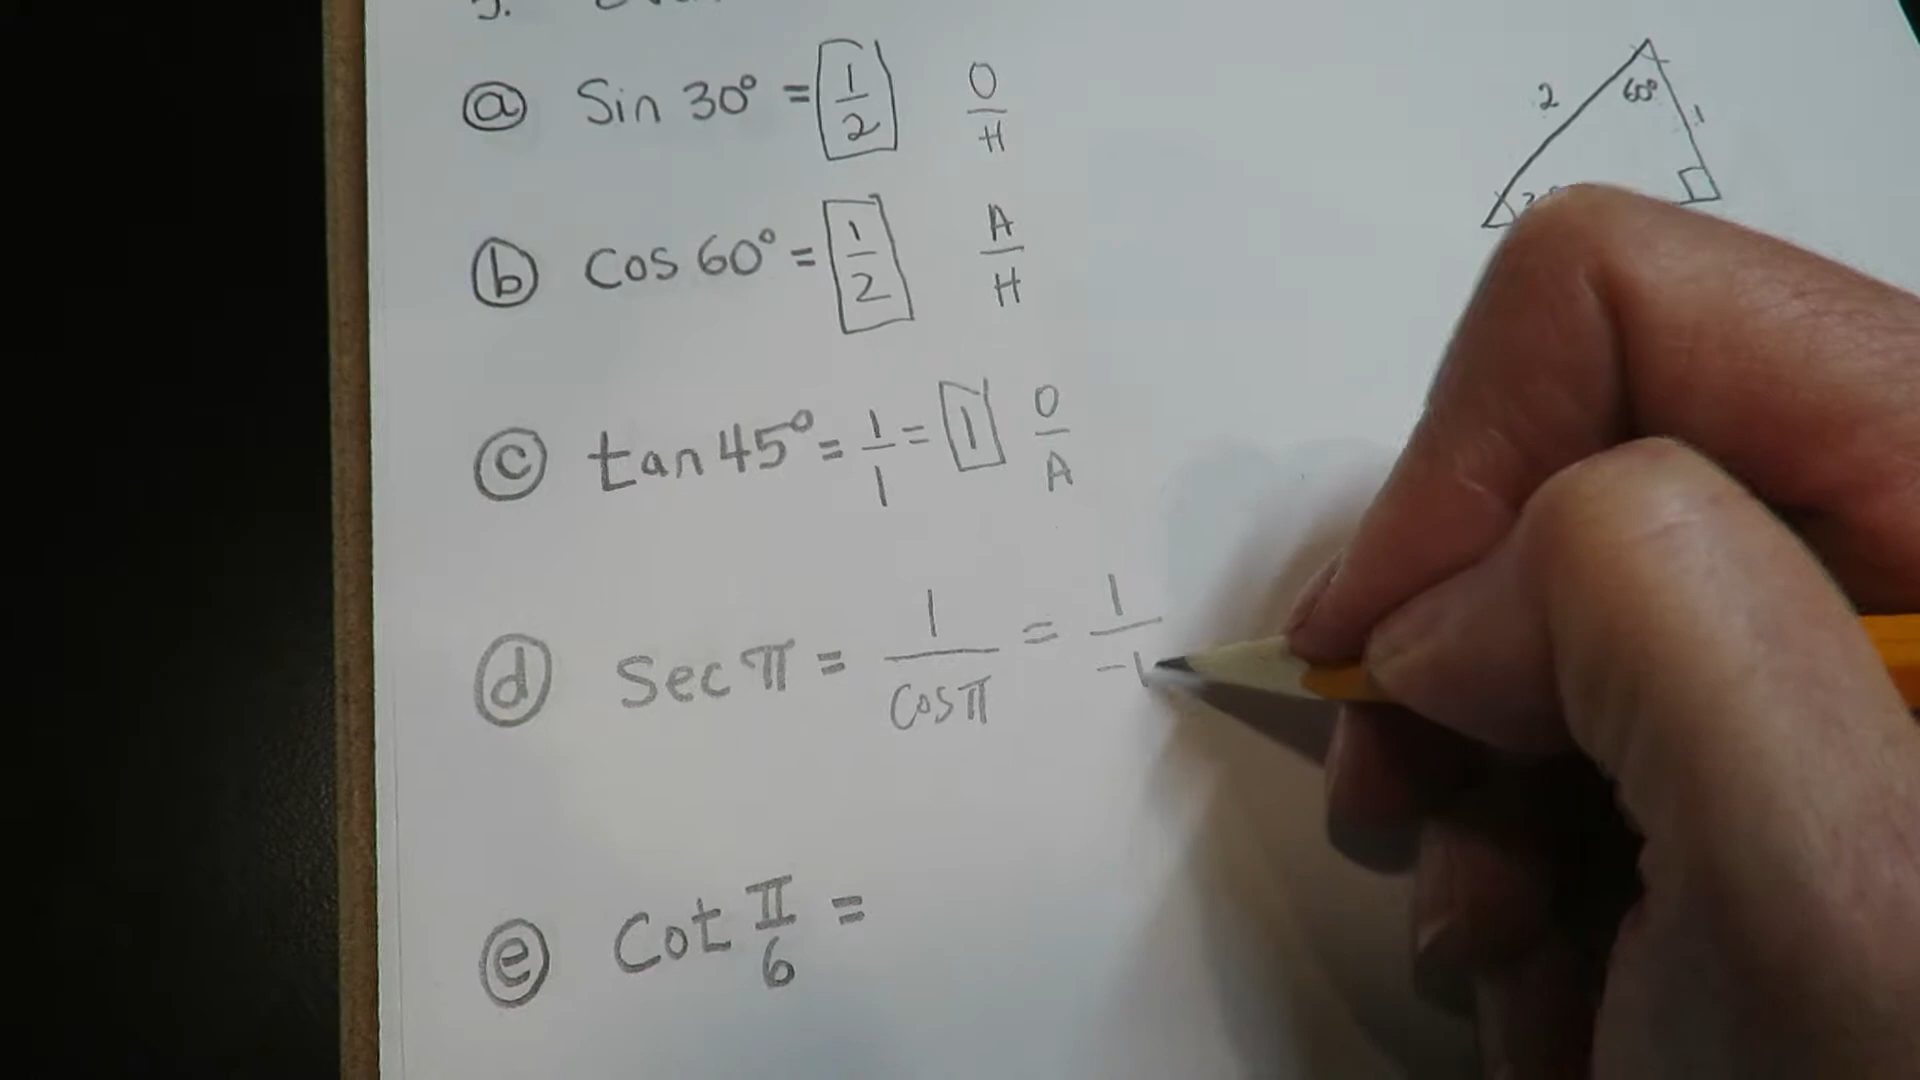 5.
ⓐ Sin 30° = 1/2 O/H
ⓑ Cos 60° = 1/2 A/H
ⓒ tan 45° = 1/1 = 1 O/A
ⓓ Sec π = 1/cos π = 1/-1
ⓔ Cot π/6 =
2 60° 1